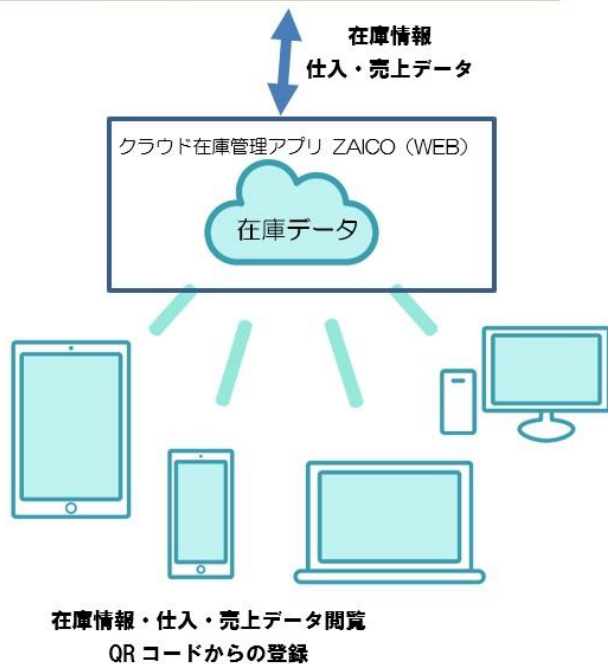 在庫情報
仕入・売上データ
クラウド在庫管理アプリ ZAICO（WEB）
在庫データ
在庫情報・仕入・売上データ閲覧
QRコードからの登録